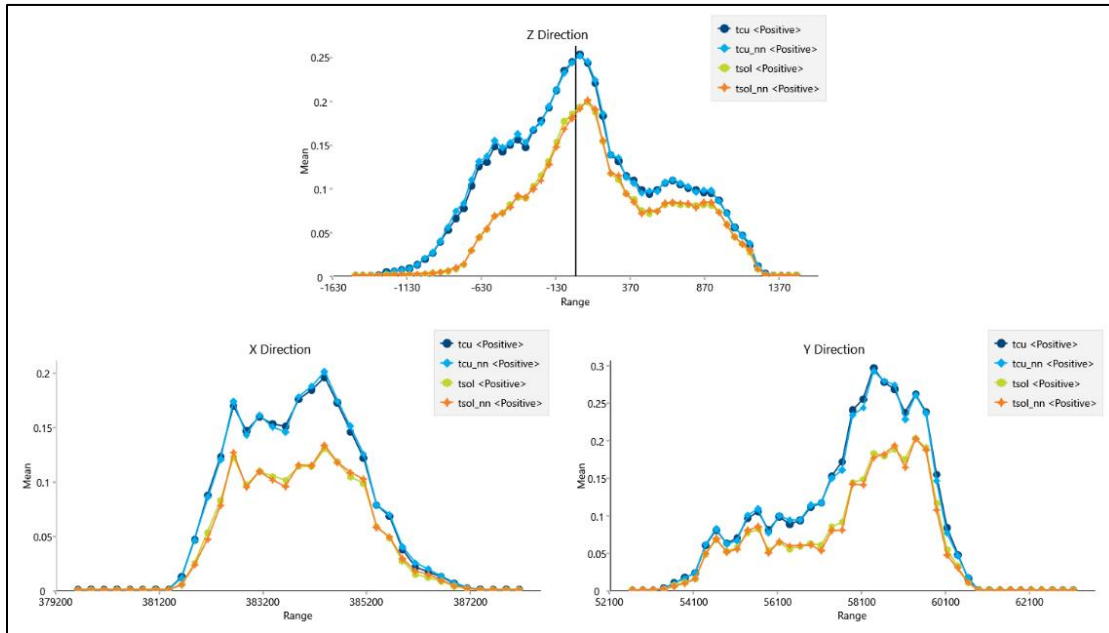 Z Direction
tcu <Positive>
tcu_nn <Positive>
tsol <Positive>
tsol_nn <Positive>
0.25
0.2
0.15
0.1
0.05
0
Mean
-1630 -1130 -630 -130 370 870 1370
Range
X Direction
tcu <Positive>
tcu_nn <Positive>
tsol <Positive>
tsol_nn <Positive>
0.2
0.15
0.1
0.05
0
Mean
379200 381200 383200 385200 387200
Range
Y Direction
tcu <Positive>
tcu_nn <Positive>
tsol <Positive>
tsol_nn <Positive>
0.3
0.25
0.2
0.15
0.1
0.05
0
Mean
52100 54100 56100 58100 60100 62100
Range